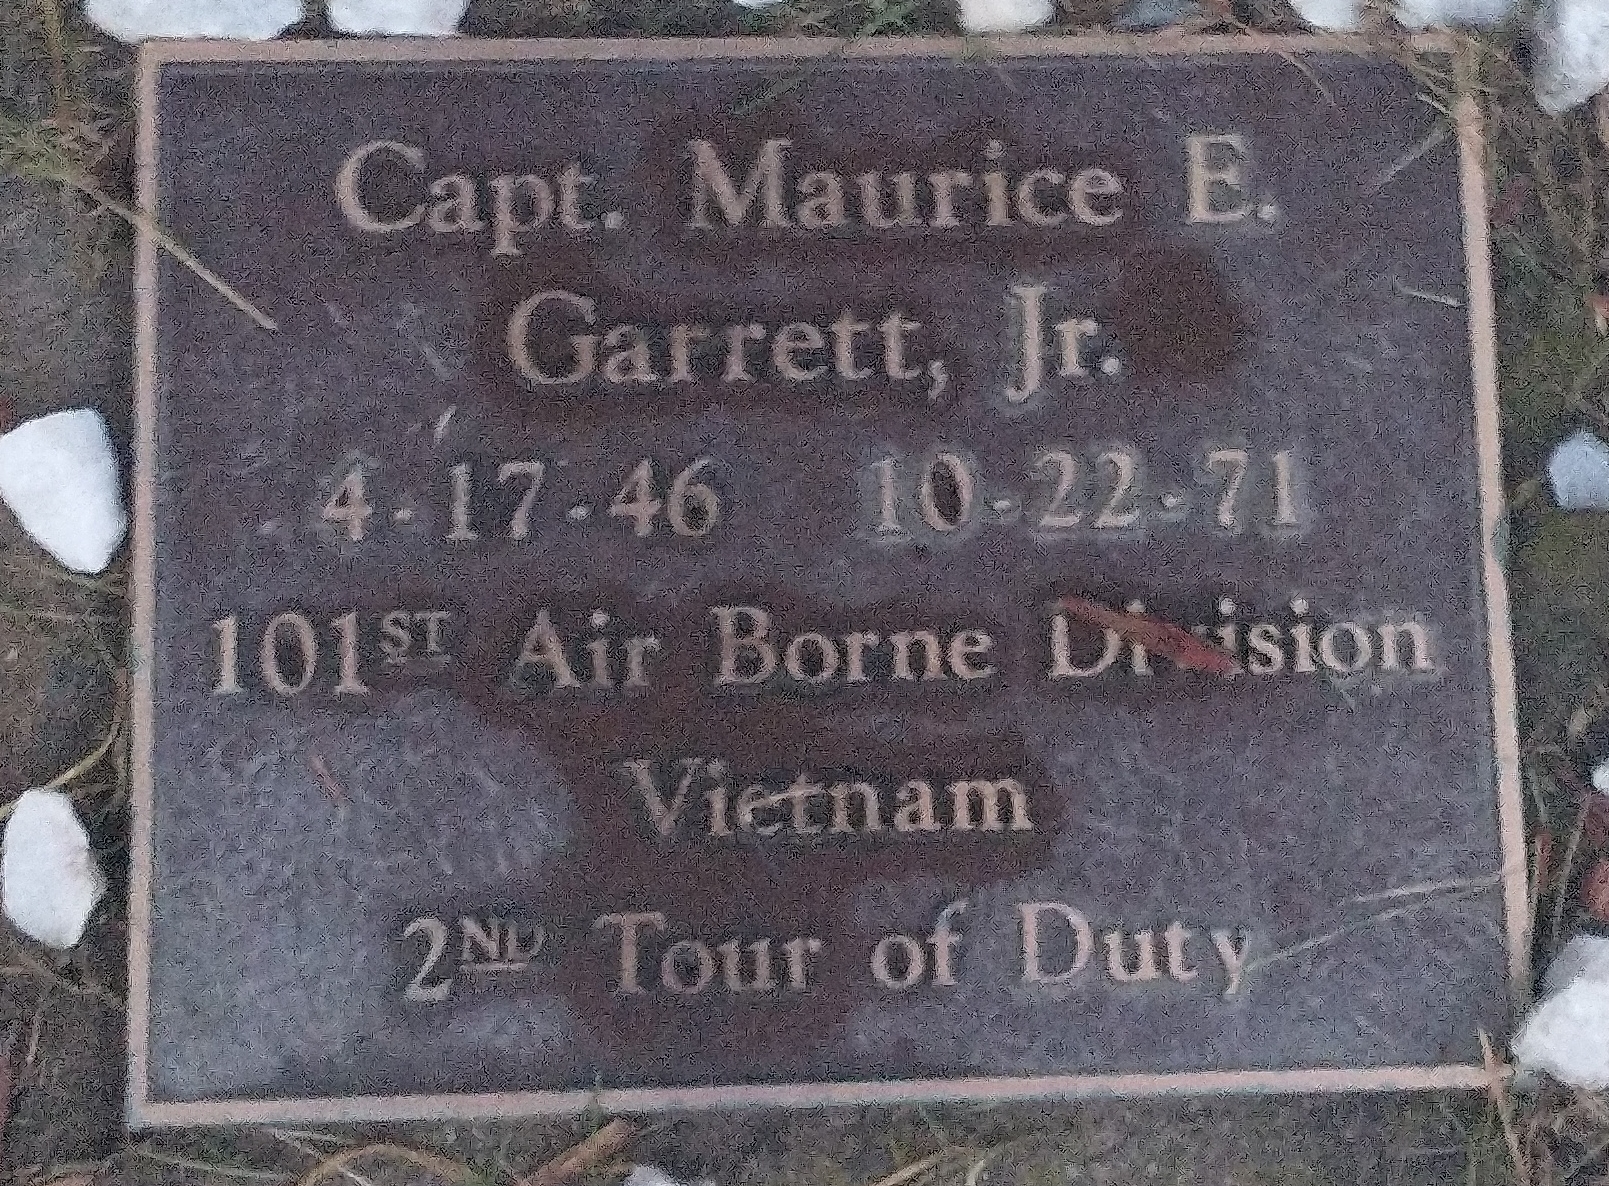 Capt. Maurice E.
Garrett, Jr.
4-17-46 10-22-71
101ST Air Borne Division
Vietnam
2ND Tour of Duty